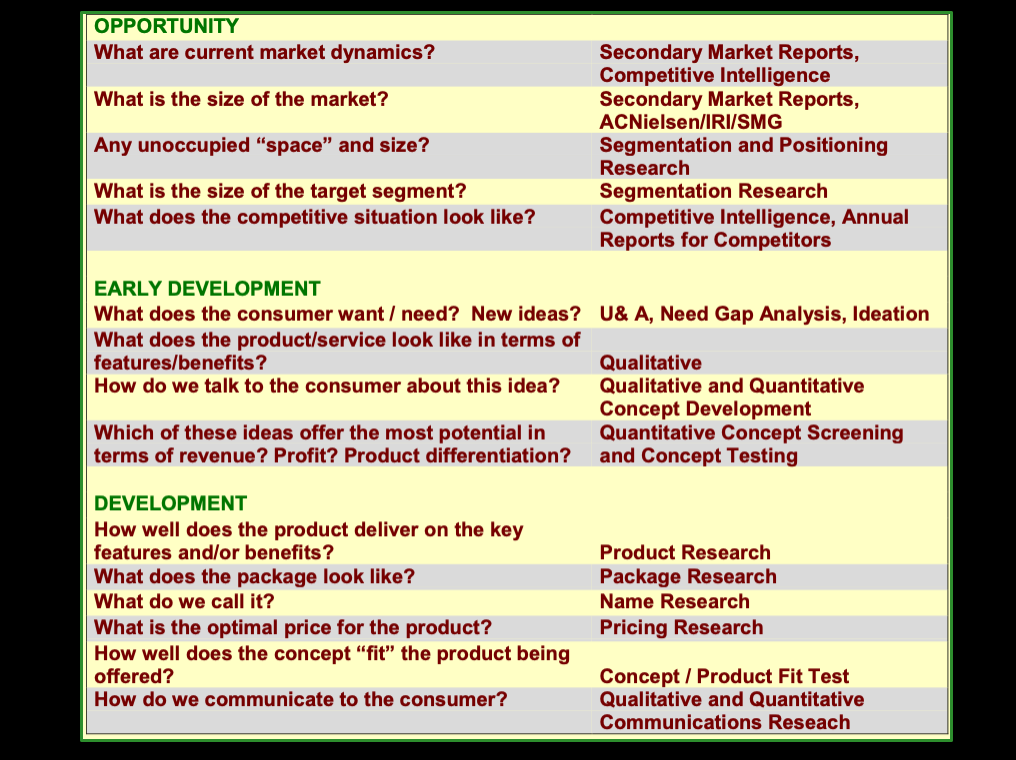 OPPORTUNITY
What are current market dynamics? Secondary Market Reports,
Competitive Intelligence
What is the size of the market? Secondary Market Reports,
ACNielsen/IRI/SMG
Any unoccupied “space” and size? Segmentation and Positioning
Research
What is the size of the target segment? Segmentation Research
What does the competitive situation look like? Competitive Intelligence, Annual
Reports for Competitors
EARLY DEVELOPMENT
What does the consumer want / need?  New ideas? U& A, Need Gap Analysis, Ideation
What does the product/service look like in terms of
features/benefits? Qualitative
How do we talk to the consumer about this idea? Qualitative and Quantitative
Concept Development
Which of these ideas offer the most potential in Quantitative Concept Screening
terms of revenue? Profit? Product differentiation? and Concept Testing
DEVELOPMENT
How well does the product deliver on the key
features and/or benefits? Product Research
What does the package look like? Package Research
What do we call it? Name Research
What is the optimal price for the product? Pricing Research
How well does the concept “fit” the product being
offered? Concept / Product Fit Test
How do we communicate to the consumer? Qualitative and Quantitative
Communications Reseach